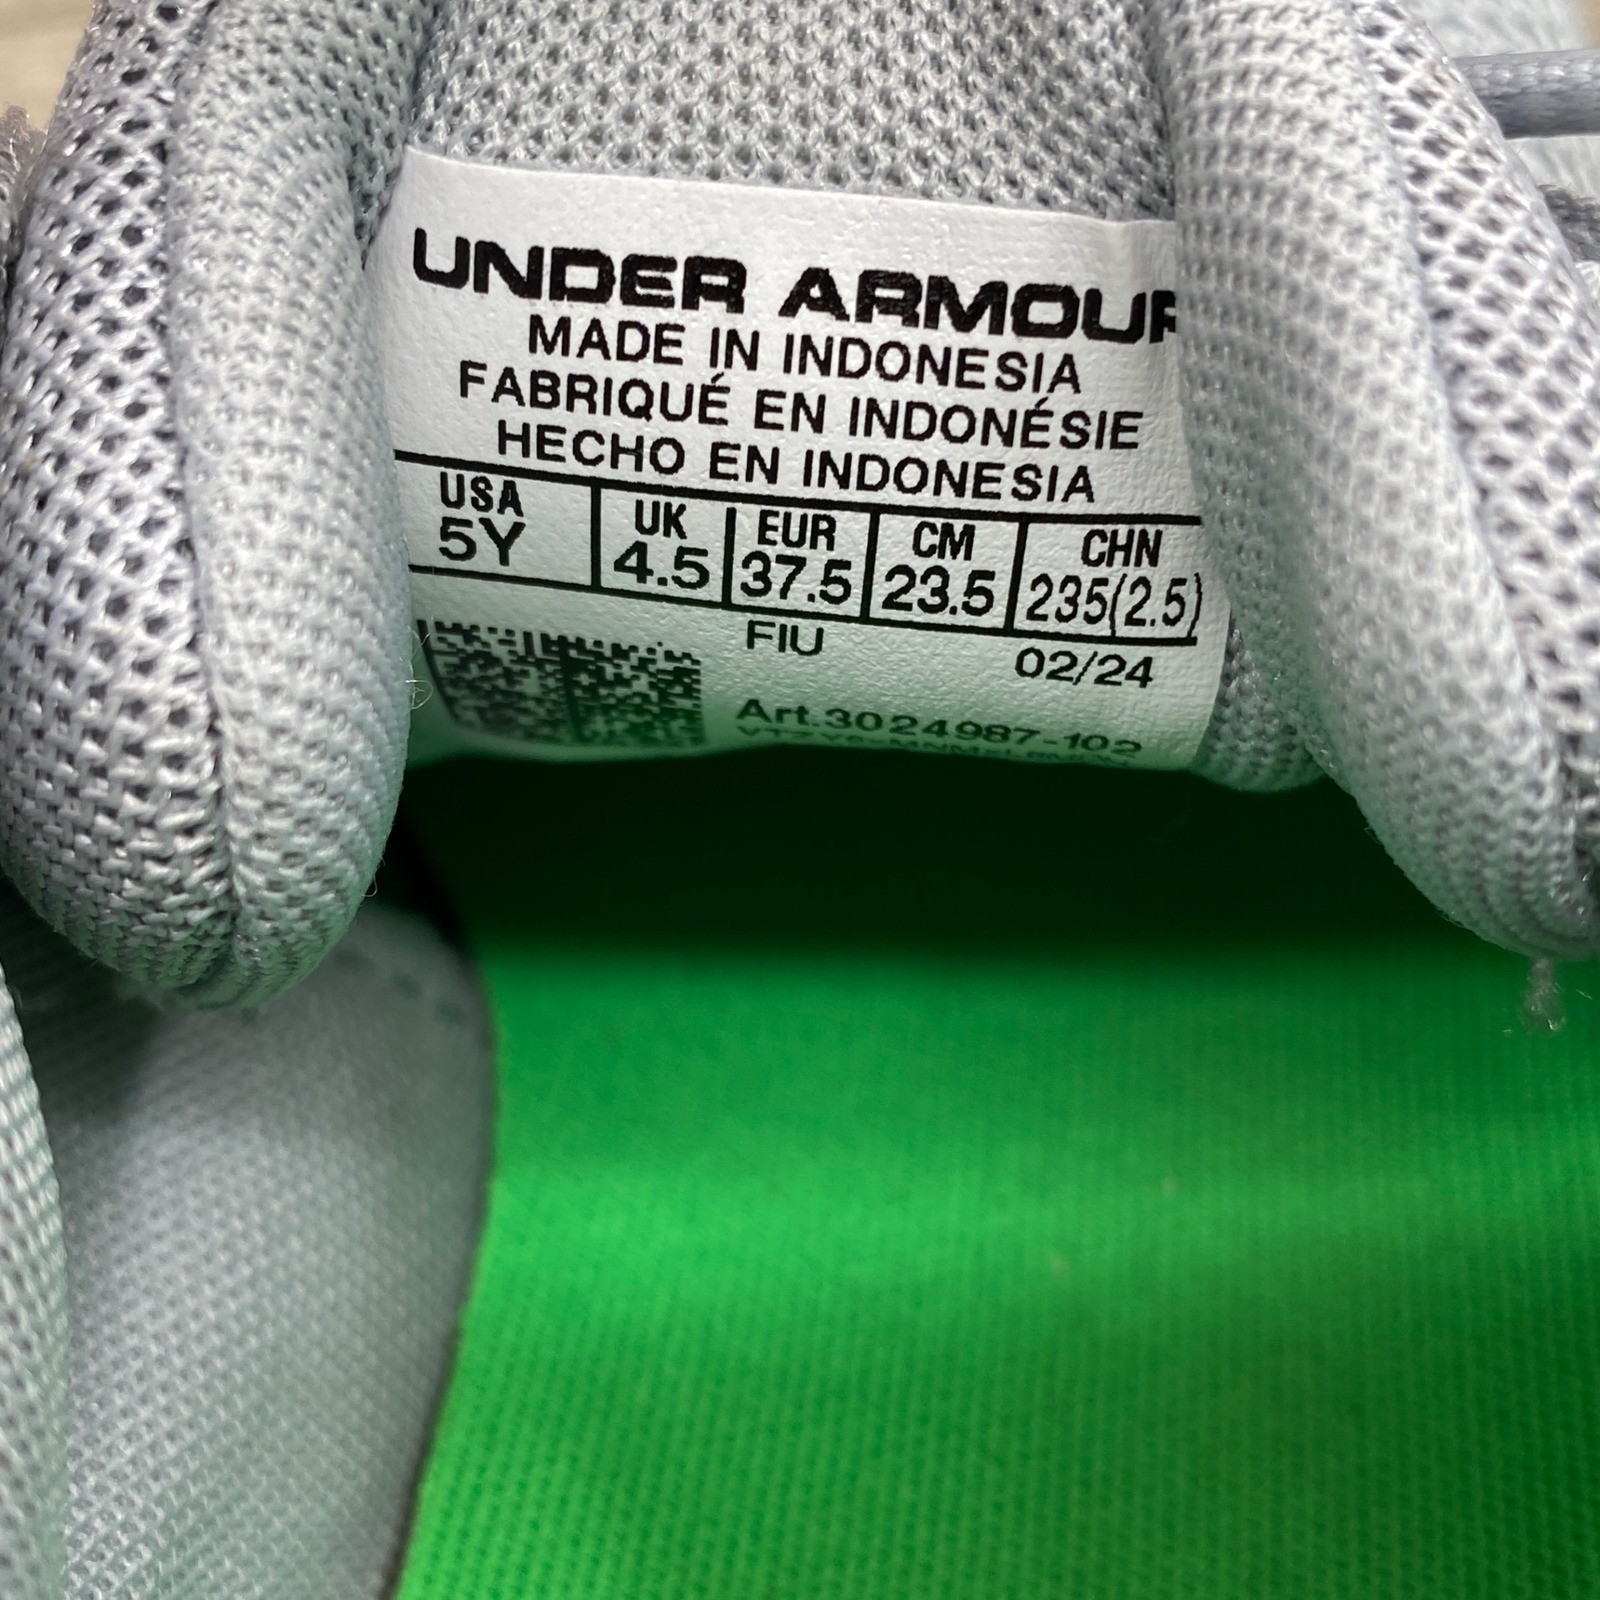 UNDER ARMOUR
MADE IN INDONESIA
FABRIQUÉ EN INDONÉSIE
HECHO EN INDONESIA
USA UK EUR CM CHN
5Y 4.5 37.5 23.5 235(2.5)
FIU 02/24
Art.3024987-102